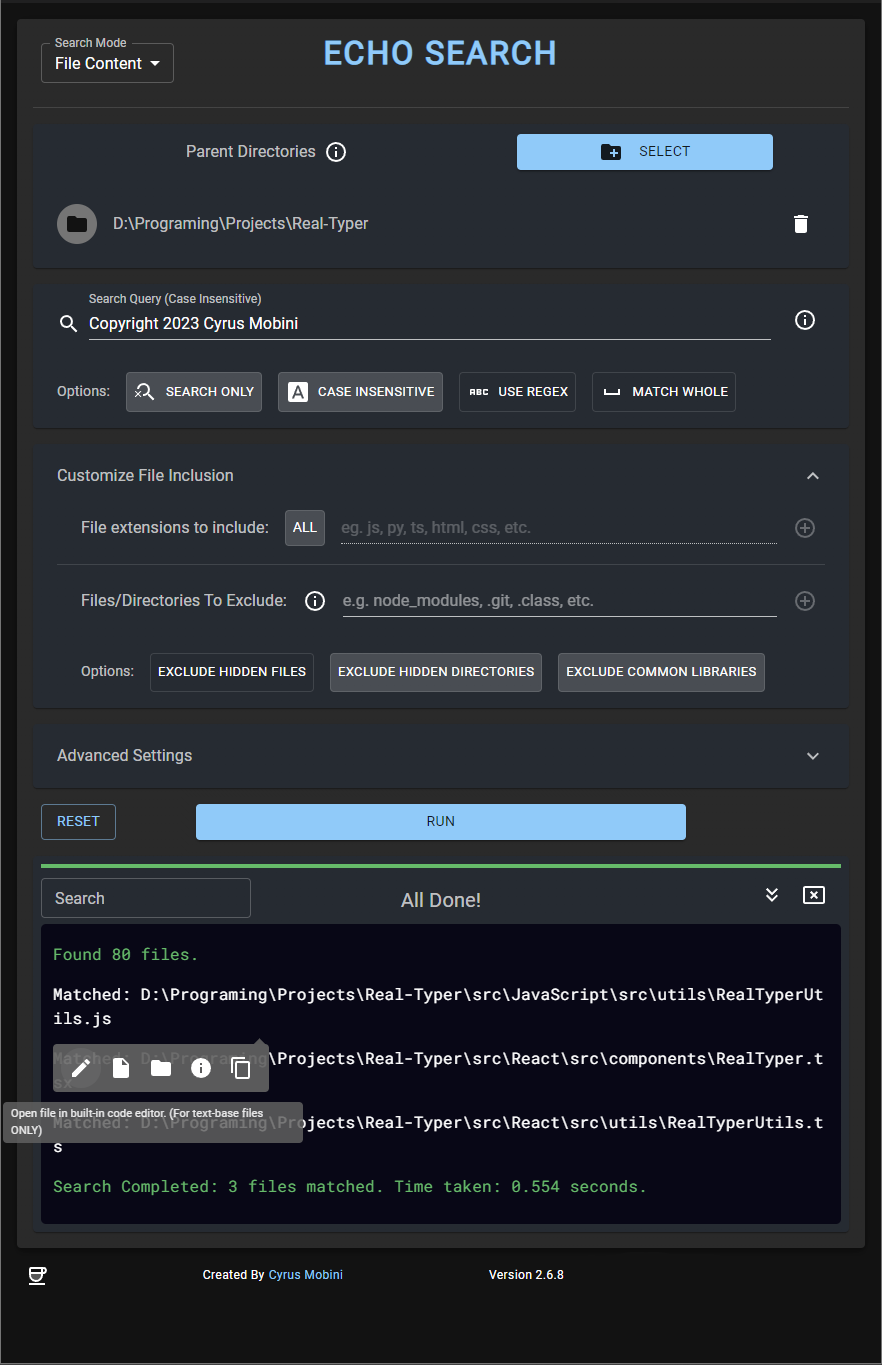 Search Mode
File Content
ECHO SEARCH
Parent Directories
SELECT
D:\Programing\Projects\Real-Typer
Search Query (Case Insensitive)
Copyright 2023 Cyrus Mobini
Options: SEARCH ONLY CASE INSENSITIVE ABC USE REGEX MATCH WHOLE
Customize File Inclusion
File extensions to include: ALL eg. js, py, ts, html, css, etc.
Files/Directories To Exclude: e.g. node_modules, .git, .class, etc.
Options: EXCLUDE HIDDEN FILES EXCLUDE HIDDEN DIRECTORIES EXCLUDE COMMON LIBRARIES
Advanced Settings
RESET RUN
Search All Done!
Found 80 files.
Matched: D:\Programing\Projects\Real-Typer\src\JavaScript\src\utils\RealTyperUt
ils.js
Matched: D:\Programing\Projects\Real-Typer\src\React\src\components\RealTyper.t
sx
Open file in built-in code editor. (For text-base files
ONLY)
Matched: D:\Programing\Projects\Real-Typer\src\React\src\utils\RealTyperUtils.t
s
Search Completed: 3 files matched. Time taken: 0.554 seconds.
Created By Cyrus Mobini Version 2.6.8